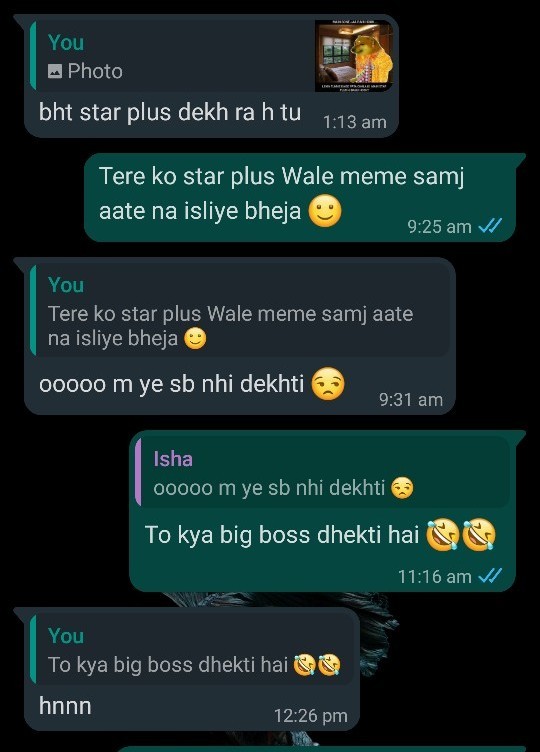 You
Photo
bht star plus dekh ra h tu
1:13 am
Tere ko star plus Wale meme samj
aate na isliye bheja 🙂
9:25 am
You
Tere ko star plus Wale meme samj aate
na isliye bheja 🙂
ooooo m ye sb nhi dekhti 😒
9:31 am
Isha
ooooo m ye sb nhi dekhti 😒
To kya big boss dhekti hai 🤣🤣
11:16 am
You
To kya big boss dhekti hai 🤣🤣
hnnn
12:26 pm